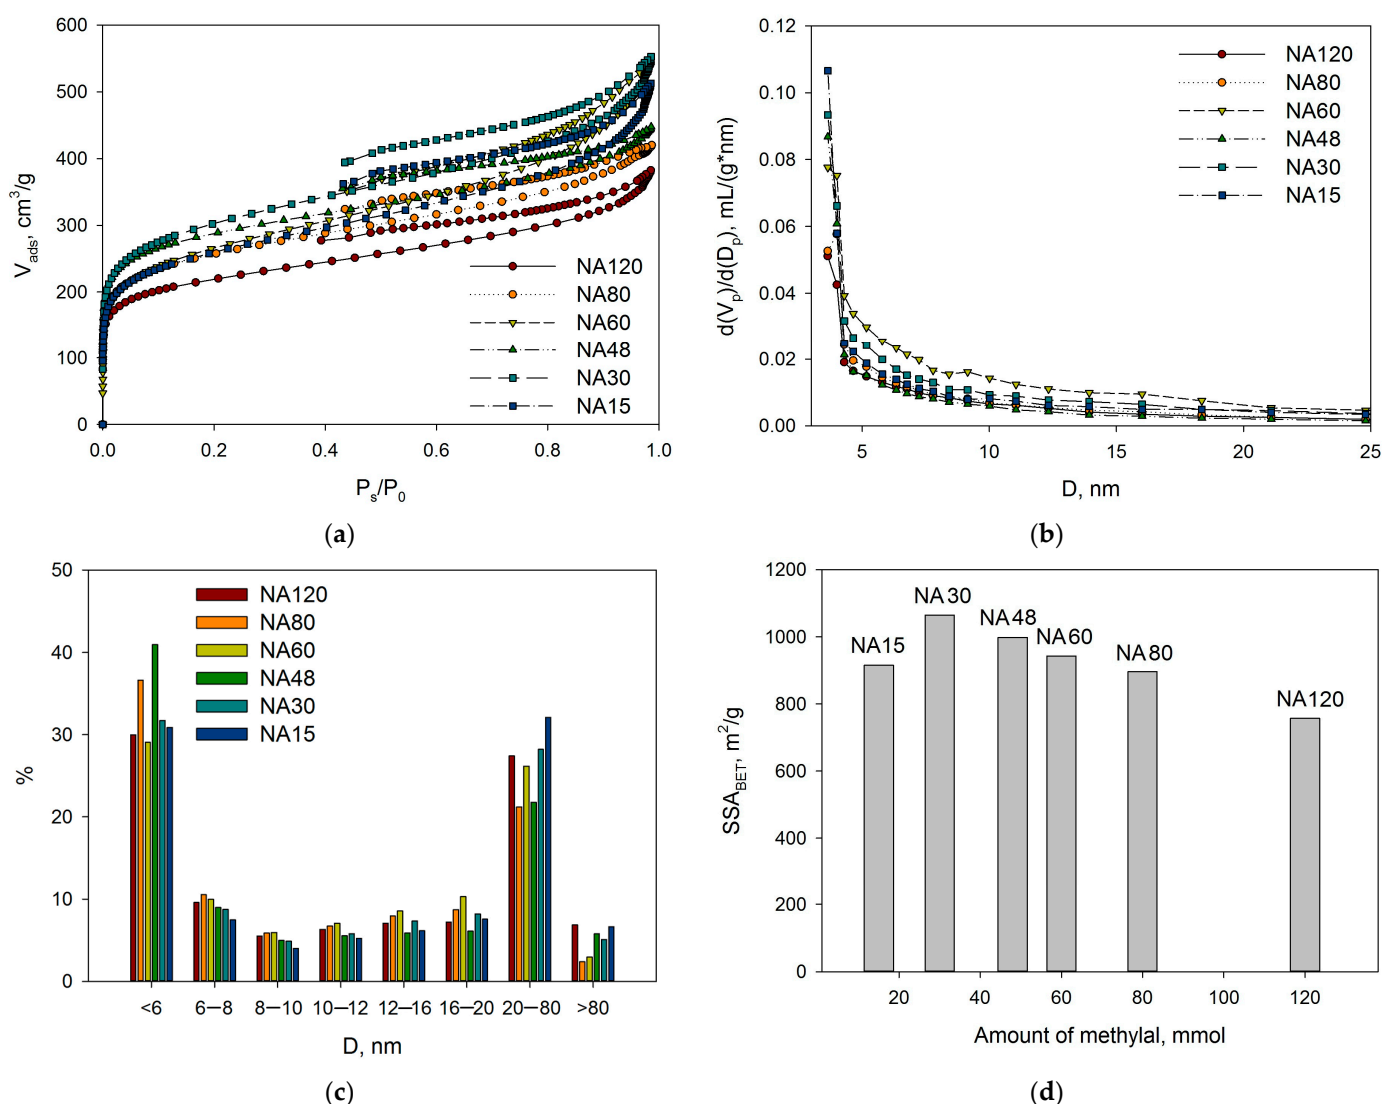 600
500
400
300
200
100
0
V_ads, cm³/g
0.0 0.2 0.4 0.6 0.8 1.0
P_s/P_0
NA120
NA80
NA60
NA48
NA30
NA15
(a)
0.12
0.10
0.08
0.06
0.04
0.02
0.00
d(V_p)/d(D_p), mL/(g*nm)
5 10 15 20 25
D, nm
NA120
NA80
NA60
NA48
NA30
NA15
(b)
50
40
30
20
10
0
%
NA120
NA80
NA60
NA48
NA30
NA15
<6 6–8 8–10 10–12 12–16 16–20 20–80 >80
D, nm
(c)
1200
1000
800
600
400
200
0
SSA_BET, m²/g
NA15 NA30 NA48 NA60 NA80 NA120
20 40 60 80 100 120
Amount of methylal, mmol
(d)